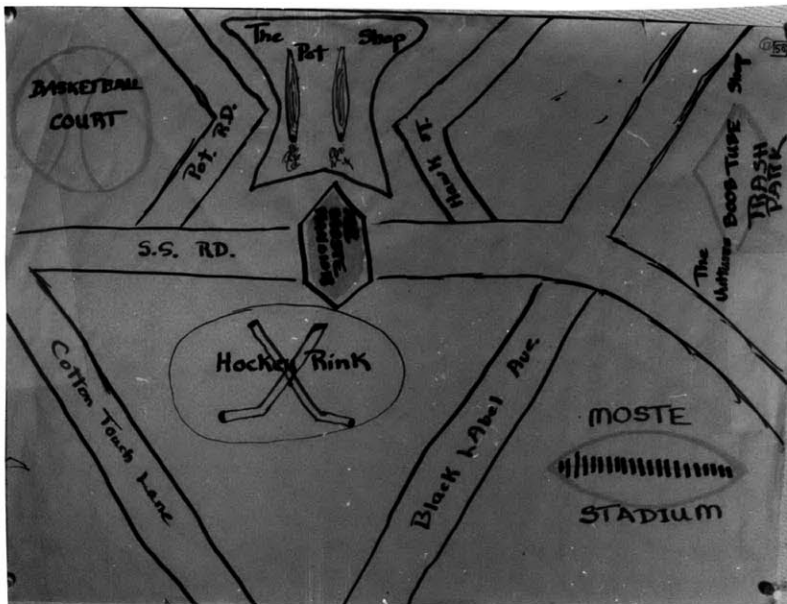 The Pot Shop
BASKETBALL
COURT
Pot RD.
Hawk ST.
Shop
BOOB-TUPE
The
TRASH
PARK
S.S. RD.
Hockey Rink
Cotton Touch Lane
Black LAbel Ave.
MOSTE
STADIUM